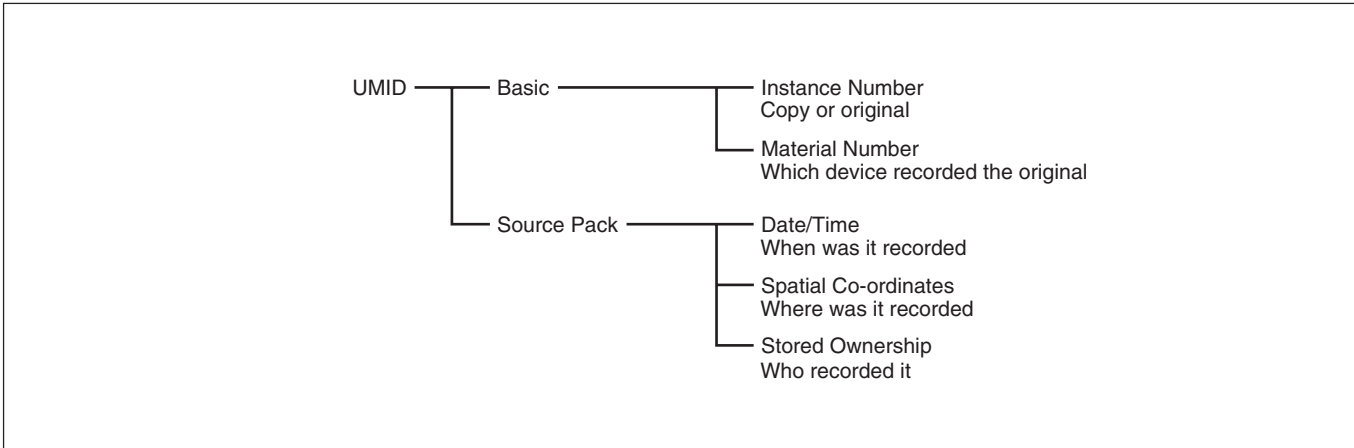 UMID Basic Instance Number
Copy or original
Material Number
Which device recorded the original
Source Pack Date/Time
When was it recorded
Spatial Co-ordinates
Where was it recorded
Stored Ownership
Who recorded it